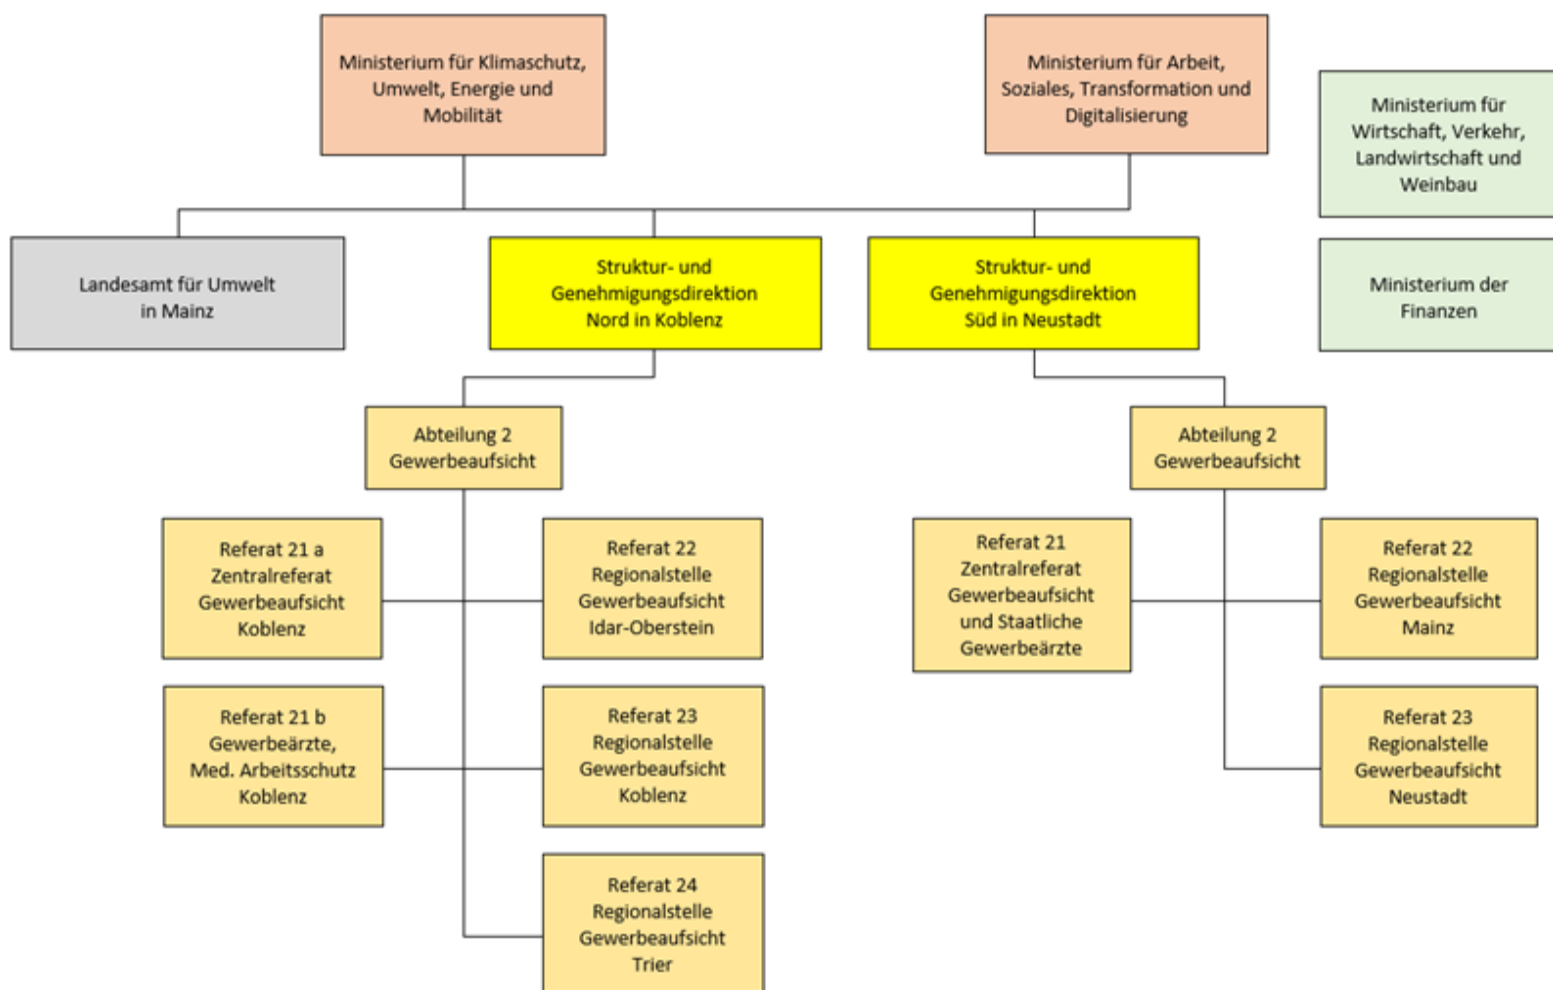 Ministerium für Klimaschutz,
Umwelt, Energie und
Mobilität
Ministerium für Arbeit,
Soziales, Transformation und
Digitalisierung
Ministerium für
Wirtschaft, Verkehr,
Landwirtschaft und
Weinbau
Landesamt für Umwelt
in Mainz
Struktur- und
Genehmigungsdirektion
Nord in Koblenz
Struktur- und
Genehmigungsdirektion
Süd in Neustadt
Ministerium der
Finanzen
Abteilung 2
Gewerbeaufsicht
Abteilung 2
Gewerbeaufsicht
Referat 21 a
Zentralreferat
Gewerbeaufsicht
Koblenz
Referat 22
Regionalstelle
Gewerbeaufsicht
Idar-Oberstein
Referat 21
Zentralreferat
Gewerbeaufsicht
und Staatliche
Gewerbeärzte
Referat 22
Regionalstelle
Gewerbeaufsicht
Mainz
Referat 21 b
Gewerbeärzte,
Med. Arbeitsschutz
Koblenz
Referat 23
Regionalstelle
Gewerbeaufsicht
Koblenz
Referat 23
Regionalstelle
Gewerbeaufsicht
Neustadt
Referat 24
Regionalstelle
Gewerbeaufsicht
Trier